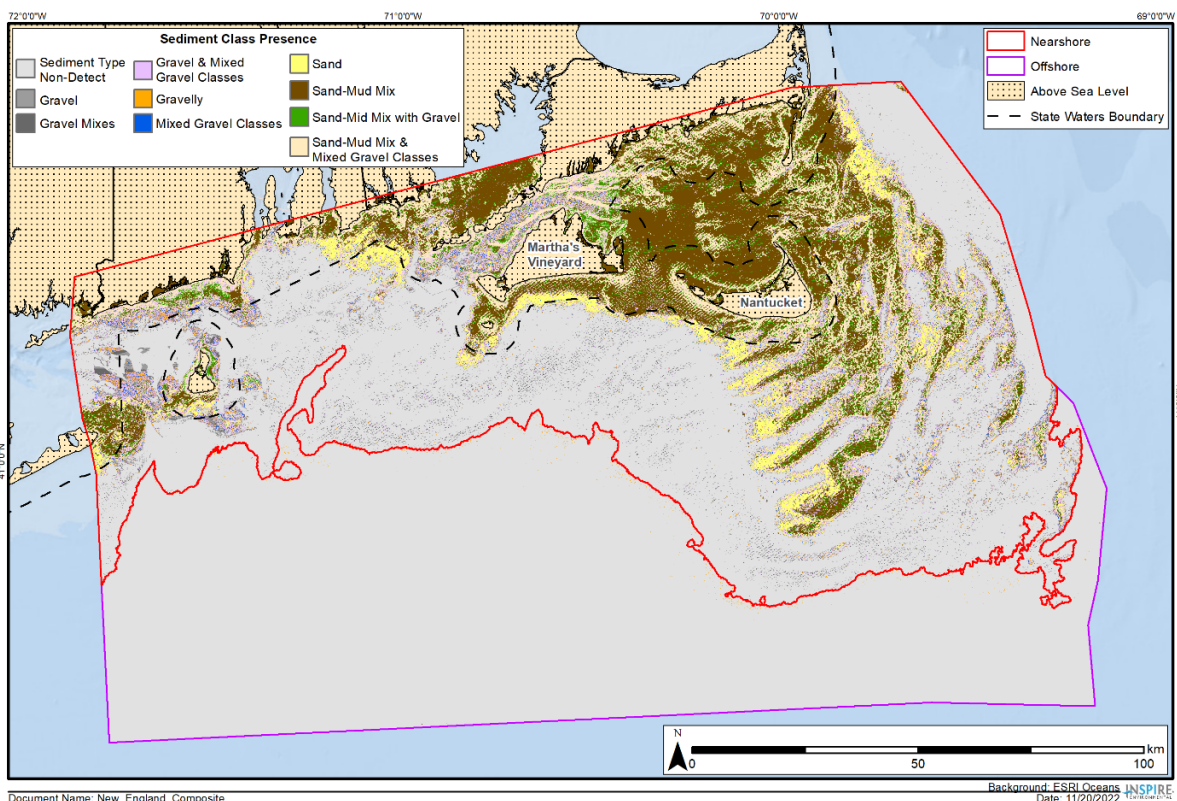 72°0'0"W
71°0'0"W
70°0'0"W
69°0'0"W
Sediment Class Presence
Sediment Type
Non-Detect
Gravel
Gravel Mixes
Gravel & Mixed
Gravel Classes
Gravelly
Mixed Gravel Classes
Sand
Sand-Mud Mix
Sand-Mid Mix with Gravel
Sand-Mud Mix &
Mixed Gravel Classes
Nearshore
Offshore
Above Sea Level
State Waters Boundary
Martha's
Vineyard
Nantucket
N
km
0
50
100
Document Name: New_England_Composite
Background: ESRI Oceans
Date: 11/20/2022
INSPIRE
ENVIRONMENTAL